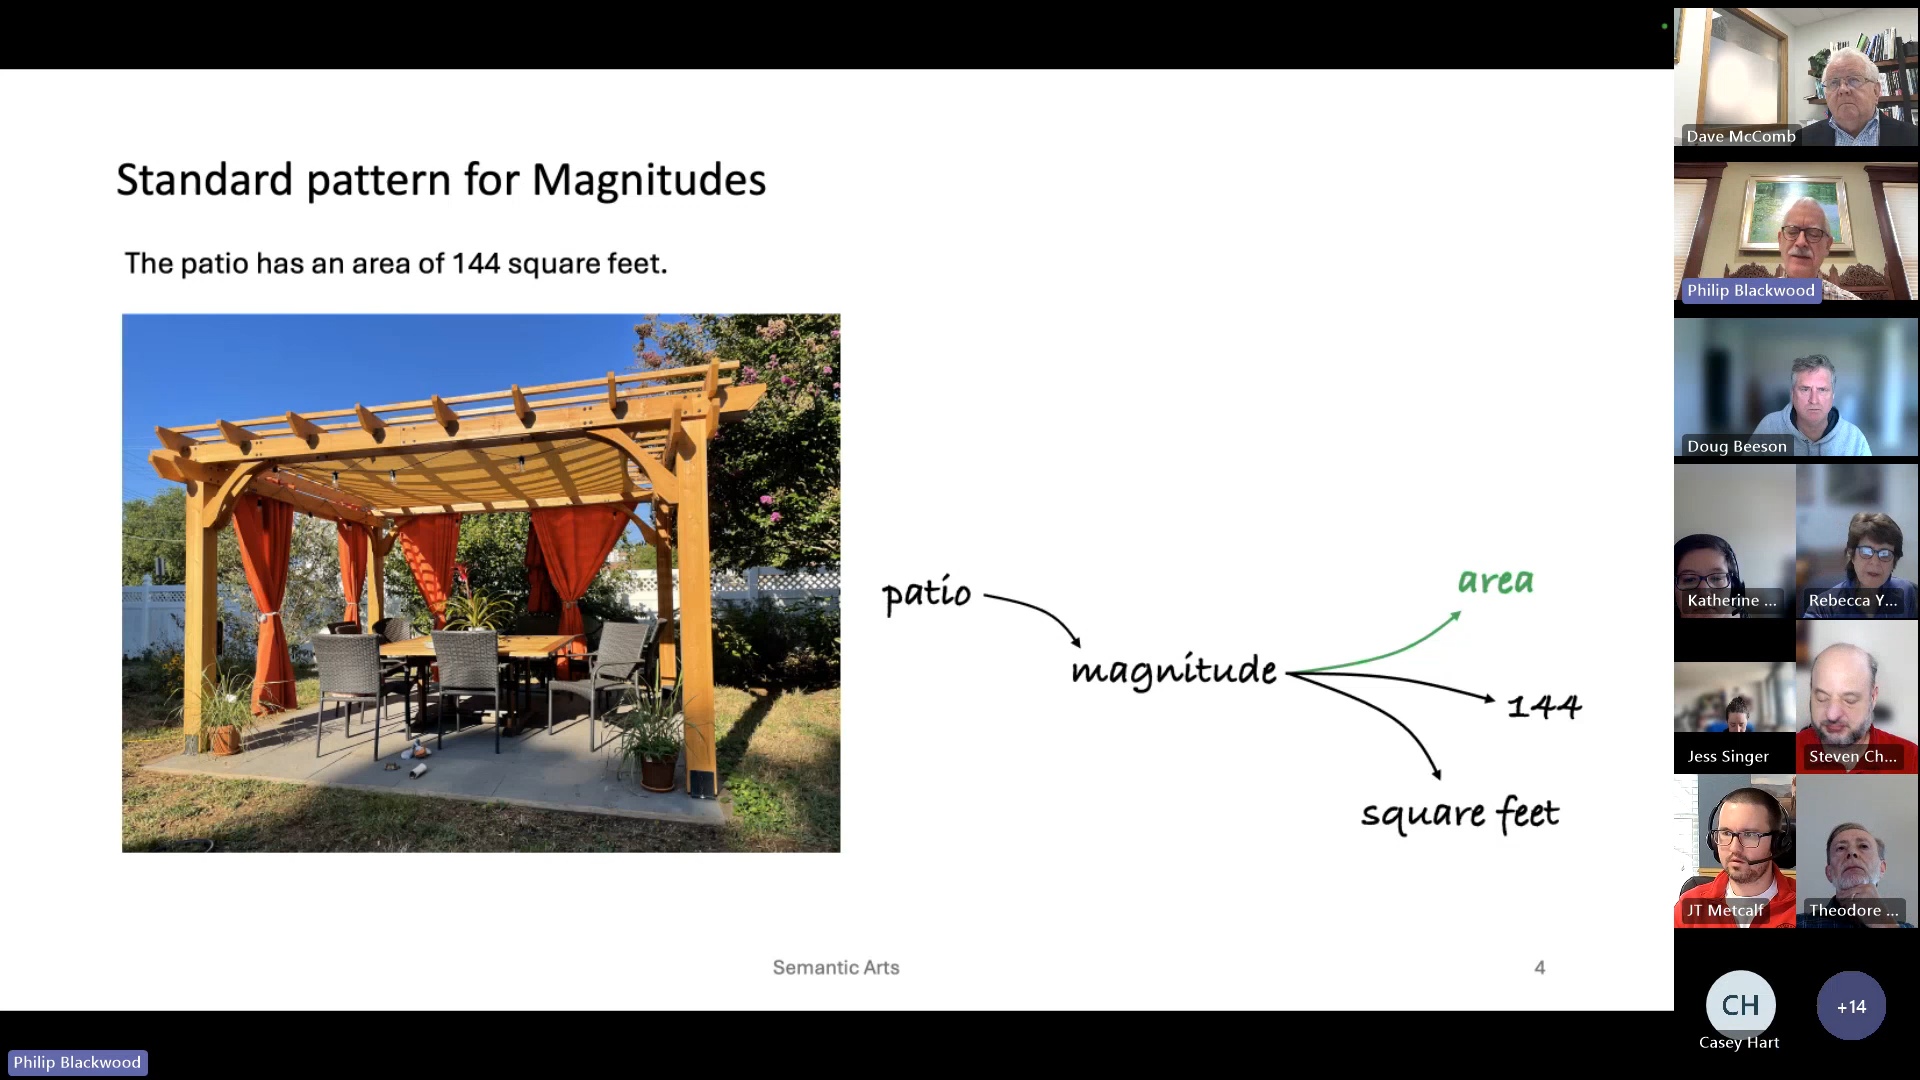 Standard pattern for Magnitudes
The patio has an area of 144 square feet.
patio
magnitude
area
144
square feet
Semantic Arts
4
Dave McComb
Philip Blackwood
Doug Beeson
Katherine ...
Rebecca Y...
Jess Singer
Steven Ch...
JT Metcalf
Theodore ...
CH
+14
Casey Hart
Philip Blackwood